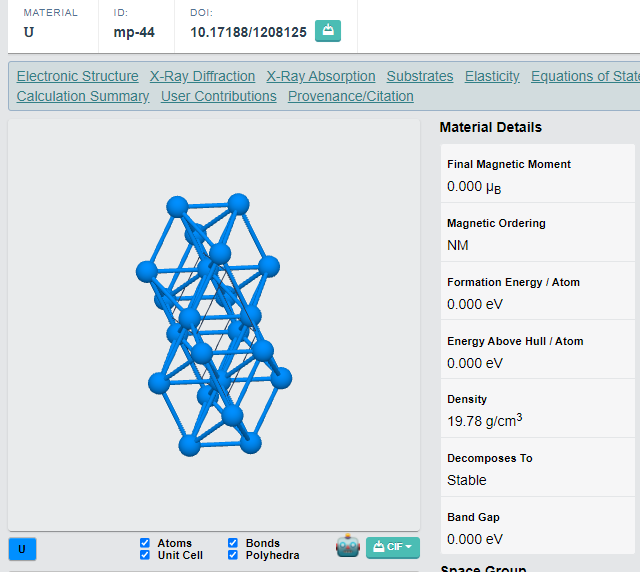 MATERIAL ID: DOI:
U mp-44 10.17188/1208125
Electronic Structure X-Ray Diffraction X-Ray Absorption Substrates Elasticity Equations of State
Calculation Summary User Contributions Provenance/Citation
Material Details
Final Magnetic Moment
0.000 μB
Magnetic Ordering
NM
Formation Energy / Atom
0.000 eV
Energy Above Hull / Atom
0.000 eV
Density
19.78 g/cm3
Decomposes To
Stable
Band Gap
0.000 eV
U
Atoms Bonds
Unit Cell Polyhedra
CIF
Space Group